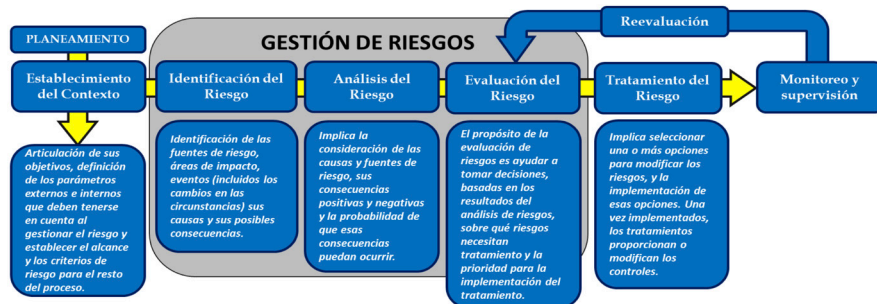 Reevaluación
PLANEAMIENTO
GESTIÓN DE RIESGOS
Establecimiento
del Contexto
Identificación del
Riesgo
Análisis del
Riesgo
Evaluación del
Riesgo
Tratamiento del
Riesgo
Monitoreo y
supervisión
Articulación de sus
objetivos, definición
de los parámetros
externos e internos
que deben tenerse
en cuenta al
gestionar el riesgo y
establecer el alcance
y los criterios de
riesgo para el resto
del proceso.
Identificación de las
fuentes de riesgo,
áreas de impacto,
eventos (incluidos los
cambios en las
circunstancias) sus
causas y sus posibles
consecuencias.
Implica la
consideración de las
causas y fuentes de
riesgo, sus
consecuencias
positivas y negativas
y la probabilidad de
que esas
consecuencias
puedan ocurrir.
El propósito de la
evaluación de
riesgos es ayudar a
tomar decisiones,
basadas en los
resultados del
análisis de riesgos,
sobre qué riesgos
necesitan
tratamiento y la
prioridad para la
implementación del
tratamiento.
Implica seleccionar
una o más opciones
para modificar los
riesgos, y la
implementación de
esas opciones. Una
vez implementados,
los tratamientos
proporcionan o
modifican los
controles.